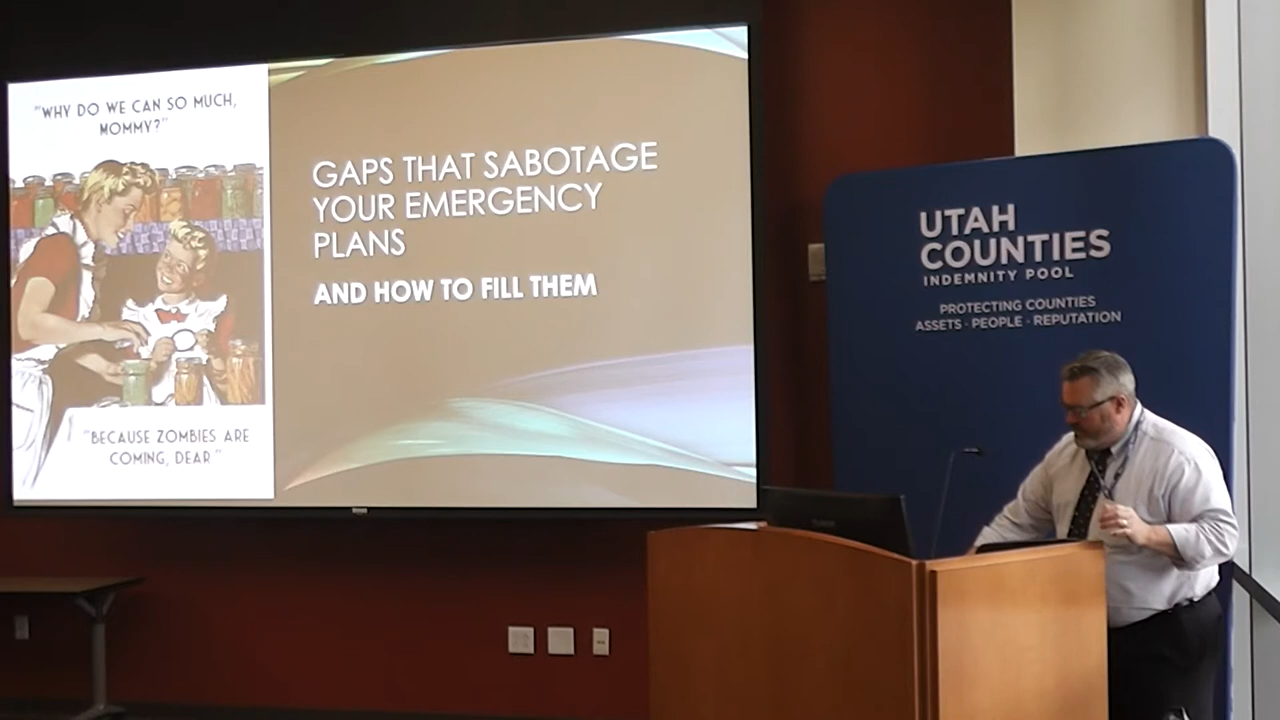 "WHY DO WE CAN SO MUCH,
MOMMY?"
"BECAUSE ZOMBIES ARE
COMING, DEAR"
GAPS THAT SABOTAGE
YOUR EMERGENCY
PLANS
AND HOW TO FILL THEM
UTAH
COUNTIES
INDEMNITY POOL
PROTECTING COUNTIES
ASSETS · PEOPLE · REPUTATION